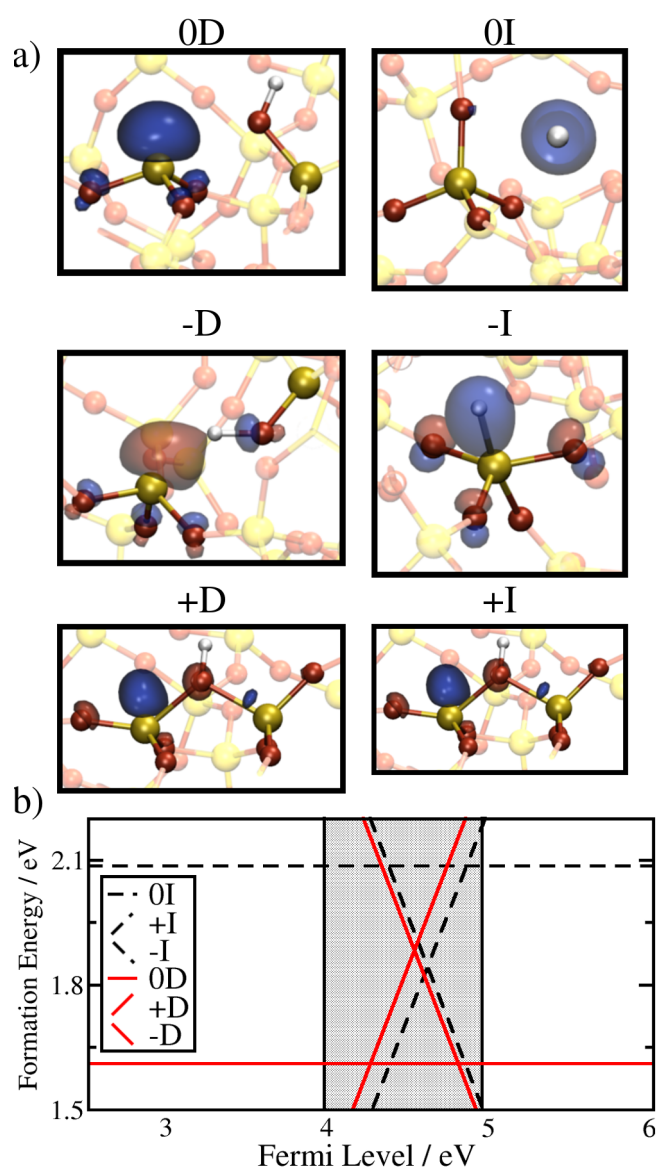 a)
0D 0I
-D -I
+D +I
b)
Formation Energy / eV
2.1
1.8
1.5
0I
+I
-I
0D
+D
-D
3 4 5 6
Fermi Level / eV